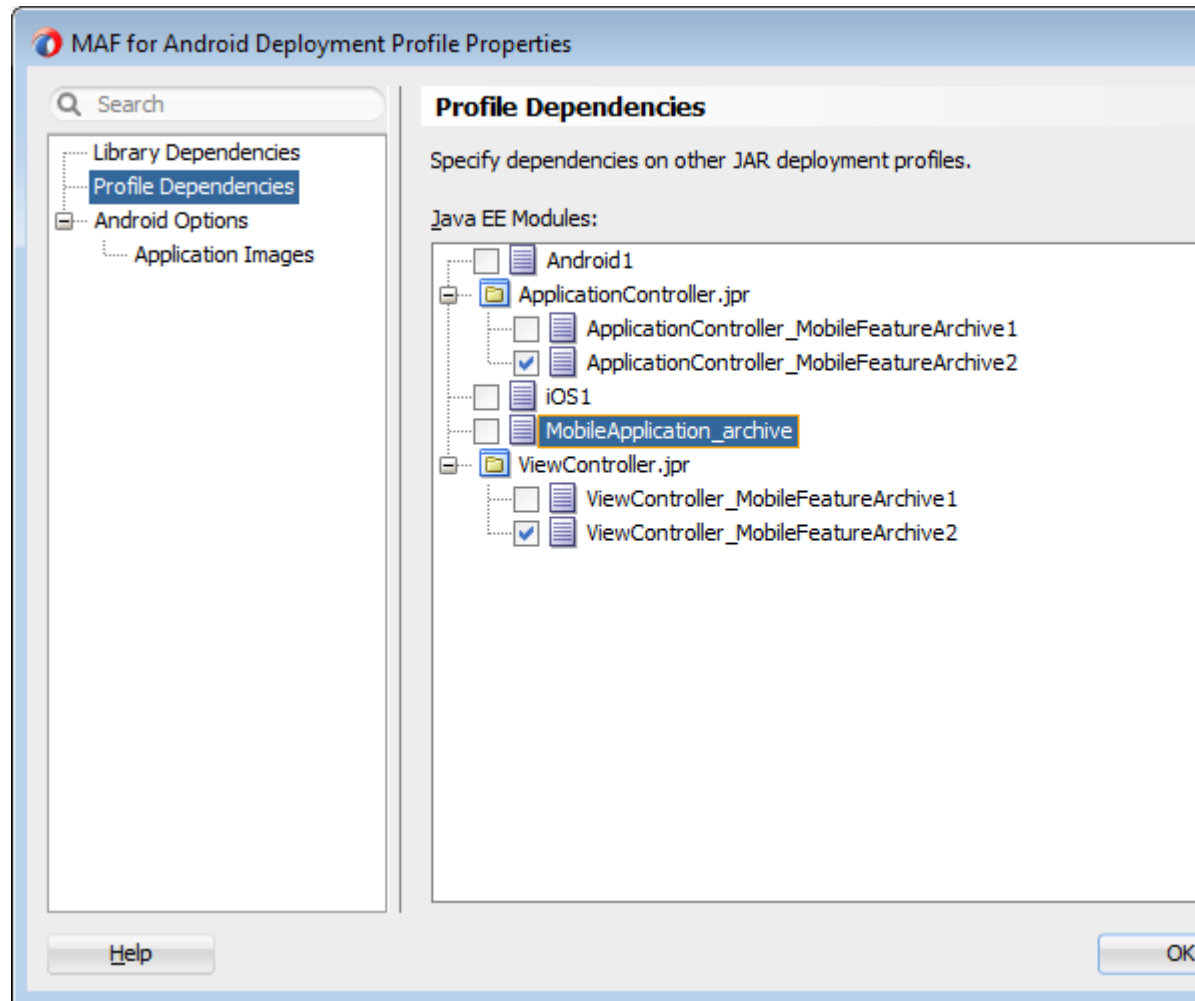 MAF for Android Deployment Profile Properties
Search
Library Dependencies
Profile Dependencies
Android Options
Application Images
Profile Dependencies
Specify dependencies on other JAR deployment profiles.
Java EE Modules:
Android1
ApplicationController.jpr
ApplicationController_MobileFeatureArchive1
ApplicationController_MobileFeatureArchive2
iOS1
MobileApplication_archive
ViewController.jpr
ViewController_MobileFeatureArchive1
ViewController_MobileFeatureArchive2
Help
OK